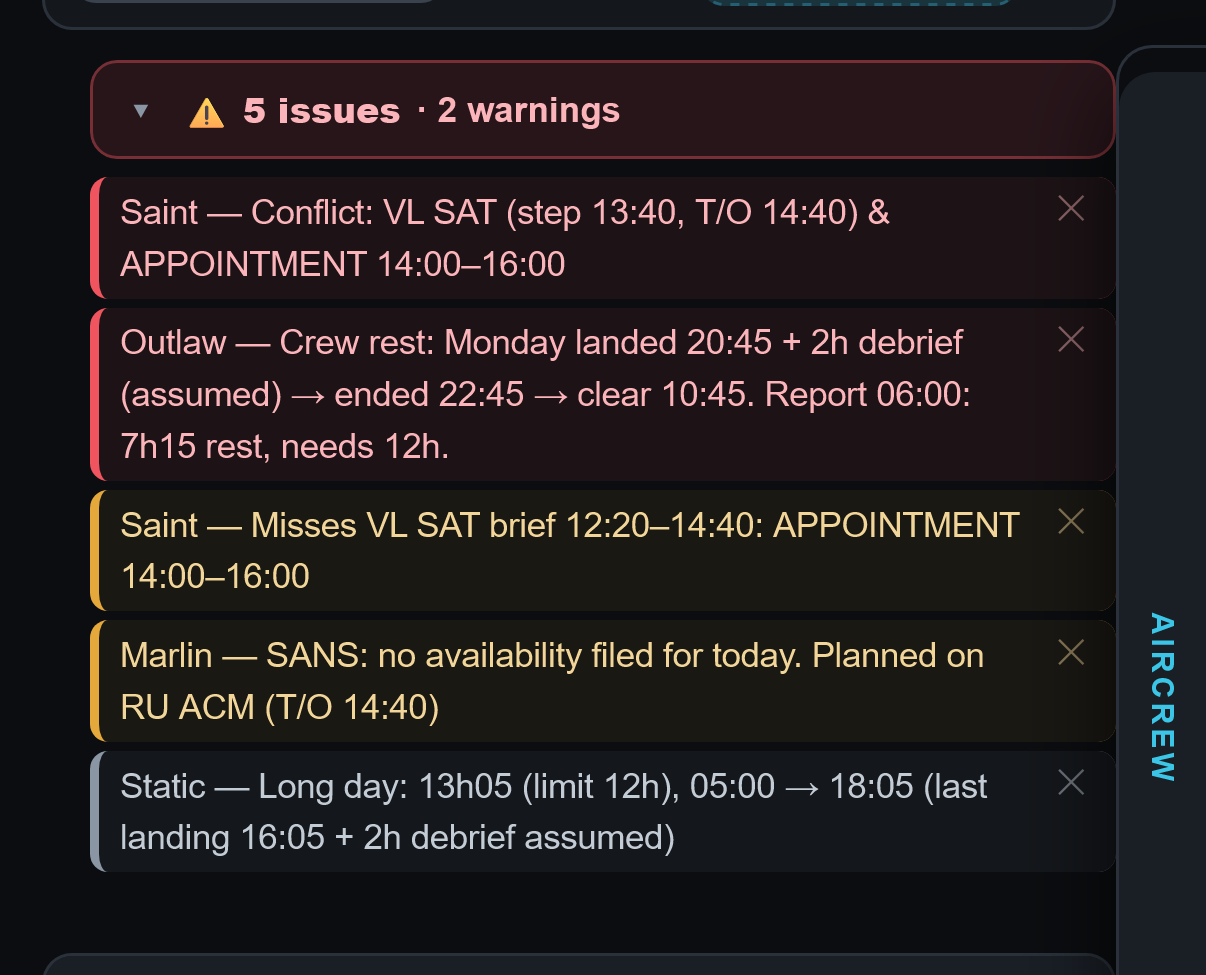 ▼ ⚠️ 5 issues · 2 warnings
Saint — Conflict: VL SAT (step 13:40, T/O 14:40) &
APPOINTMENT 14:00–16:00
Outlaw — Crew rest: Monday landed 20:45 + 2h debrief
(assumed) → ended 22:45 → clear 10:45. Report 06:00:
7h15 rest, needs 12h.
Saint — Misses VL SAT brief 12:20–14:40: APPOINTMENT
14:00–16:00
Marlin — SANS: no availability filed for today. Planned on
RU ACM (T/O 14:40)
Static — Long day: 13h05 (limit 12h), 05:00 → 18:05 (last
landing 16:05 + 2h debrief assumed)
AIRCREW